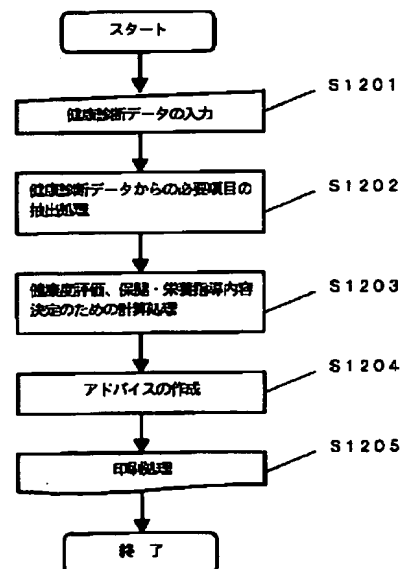 スタート
S1201
健康診断データの入力
S1202
健康診断データからの必要項目の
抽出処理
S1203
健康度評価、保健・栄養指導内容
決定のための計算処理
S1204
アドバイスの作成
S1205
印刷処理
終 了